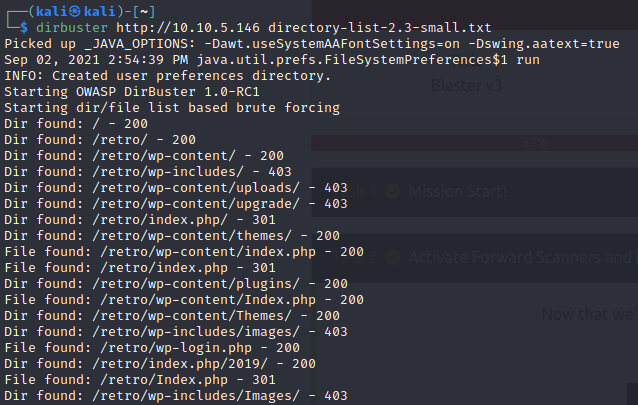 ┌──(kali㉿kali)-[~]
└─$ dirbuster http://10.10.5.146 directory-list-2.3-small.txt
Picked up _JAVA_OPTIONS: -Dawt.useSystemAAFontSettings=on -Dswing.aatext=true
Sep 02, 2021 2:54:39 PM java.util.prefs.FileSystemPreferences$1 run
INFO: Created user preferences directory.
Starting OWASP DirBuster 1.0-RC1
Starting dir/file list based brute forcing
Dir found: / - 200
Dir found: /retro/ - 200
Dir found: /retro/wp-content/ - 200
Dir found: /retro/wp-includes/ - 403
Dir found: /retro/wp-content/uploads/ - 403
Dir found: /retro/wp-content/upgrade/ - 403
Dir found: /retro/index.php/ - 301
Dir found: /retro/wp-content/themes/ - 200
File found: /retro/wp-content/index.php - 200
File found: /retro/index.php - 301
Dir found: /retro/wp-content/plugins/ - 200
File found: /retro/wp-content/Index.php - 200
Dir found: /retro/wp-content/Themes/ - 200
Dir found: /retro/wp-includes/images/ - 403
File found: /retro/wp-login.php - 200
Dir found: /retro/index.php/2019/ - 200
File found: /retro/Index.php - 301
Dir found: /retro/wp-includes/Images/ - 403
Blaster v3
37%
Mission Start!
Activate Forward Scanners and
Now that we'